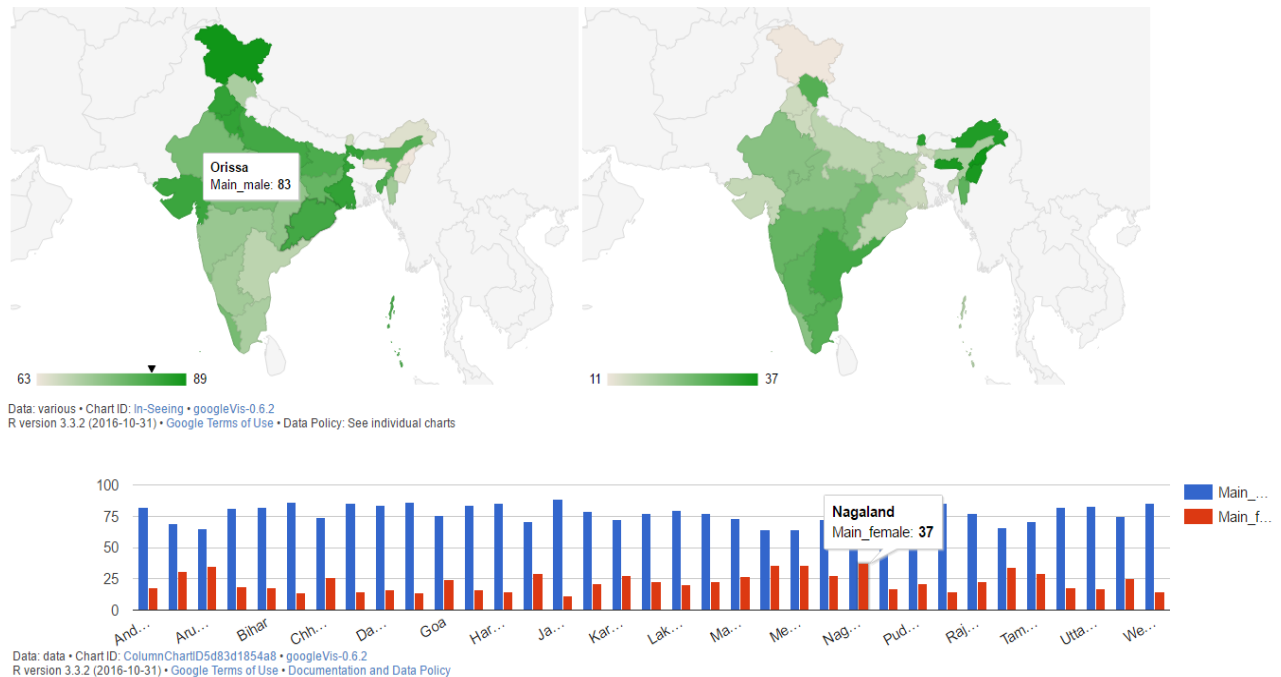 Orissa
Main_male: 83
63
89
11
37
Data: various • Chart ID: In-Seeing • googleVis-0.6.2
R version 3.3.2 (2016-10-31) • Google Terms of Use • Data Policy: See individual charts
100
75
50
25
0
Main_...
Main_f...
Nagaland
Main_female: 37
And...
Aru...
Bihar
Chh...
Da...
Goa
Har...
Ja...
Kar...
Lak...
Ma...
Me...
Nag...
Pud...
Raj...
Tam...
Utta...
We...
Data: data • Chart ID: ColumnChartID5d83d1854a8 • googleVis-0.6.2
R version 3.3.2 (2016-10-31) • Google Terms of Use • Documentation and Data Policy